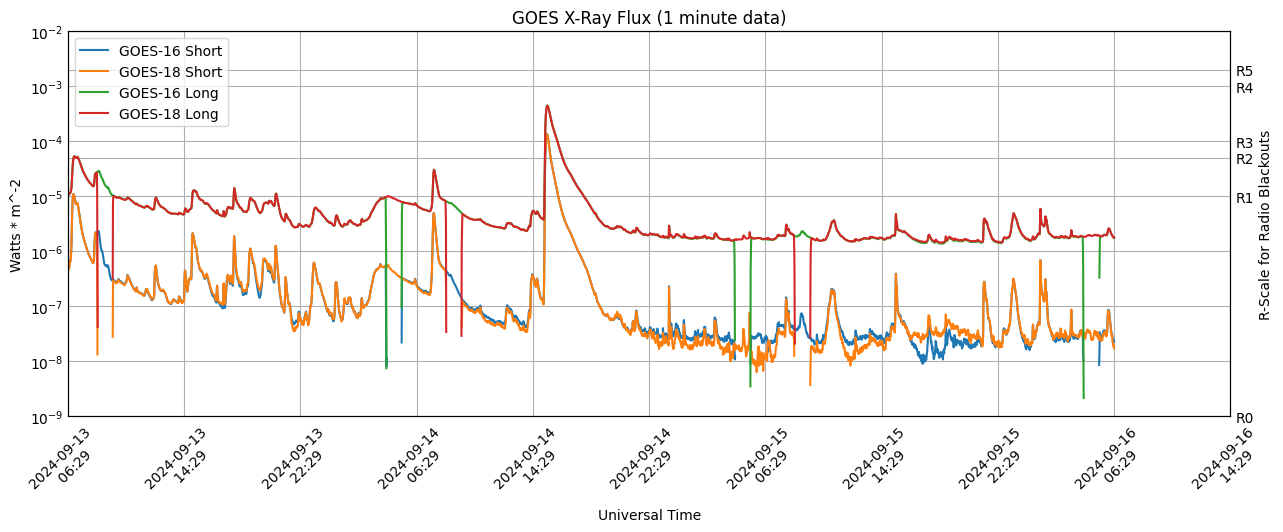 GOES X-Ray Flux (1 minute data)
GOES-16 Short
GOES-18 Short
GOES-16 Long
GOES-18 Long
Watts * m^-2
10⁻²
10⁻³
10⁻⁴
10⁻⁵
10⁻⁶
10⁻⁷
10⁻⁸
10⁻⁹
R5
R4
R3
R2
R1
R0
R-Scale for Radio Blackouts
2024-09-13
06:29
2024-09-13
14:29
2024-09-13
22:29
2024-09-14
06:29
2024-09-14
14:29
2024-09-14
22:29
2024-09-15
06:29
2024-09-15
14:29
2024-09-15
22:29
2024-09-16
06:29
2024-09-16
14:29
Universal Time